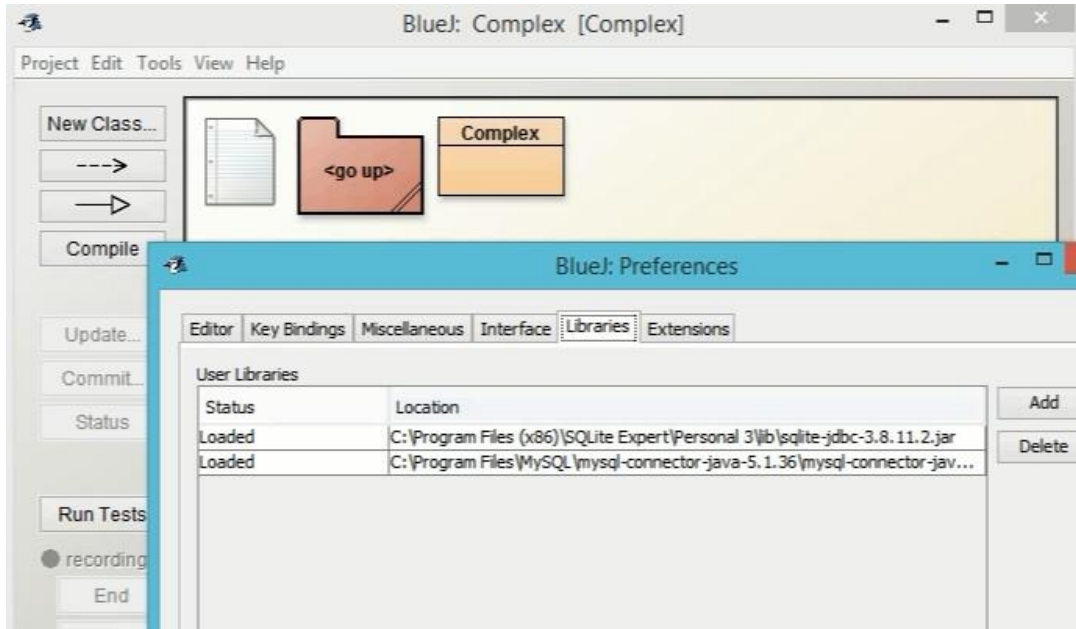 BlueJ: Complex [Complex]
Project Edit Tools View Help
New Class...
Complex
<go up>
Compile
BlueJ: Preferences
Editor Key Bindings Miscellaneous Interface Libraries Extensions
Update...
Commit...
Status
User Libraries
Status Location
Loaded C:\Program Files (x86)\SQLite Expert\Personal 3\lib\sqlite-jdbc-3.8.11.2.jar
Loaded C:\Program Files\MySQL\mysql-connector-java-5.1.36\mysql-connector-jav...
Add
Delete
Run Tests
recording
End